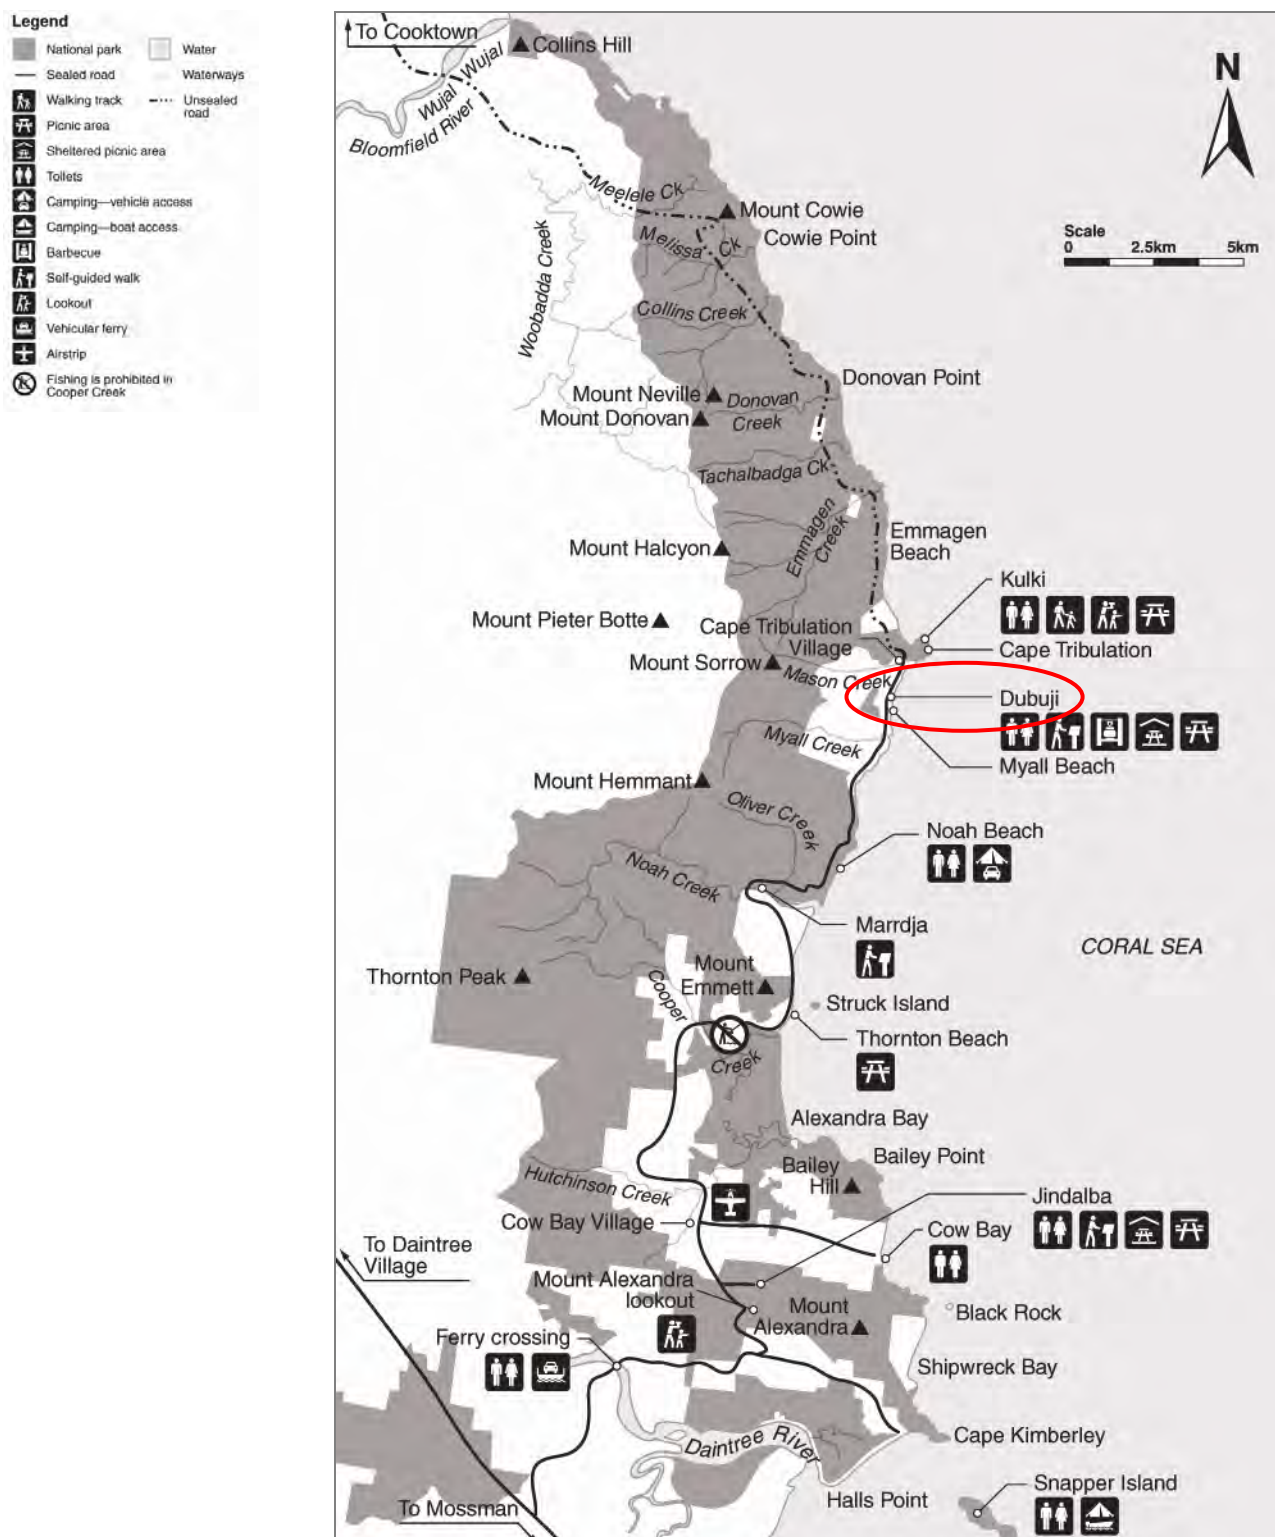 Legend
National park
Water
Sealed road
Waterways
Walking track
Unsealed
road
Picnic area
Sheltered picnic area
Toilets
Camping—vehicle access
Camping—boat access
Barbecue
Self-guided walk
Lookout
Vehicular ferry
Airstrip
Fishing is prohibited in
Cooper Creek
To Cooktown
Collins Hill
Wujal Wujal
Bloomfield River
N
Meelele Ck
Mount Cowie
Cowie Point
Melissa Ck
Scale
0 2.5km 5km
Woobadda Creek
Collins Creek
Donovan Point
Mount Neville
Donovan
Creek
Mount Donovan
Tachalbadga Ck
Emmagen
Creek
Emmagen
Beach
Mount Halcyon
Kulki
Mount Pieter Botte
Cape Tribulation
Village
Cape Tribulation
Mount Sorrow
Mason Creek
Dubuji
Myall Creek
Myall Beach
Mount Hemmant
Oliver Creek
Noah Beach
Noah Creek
Marrdja
CORAL SEA
Thornton Peak
Mount
Emmett
Cooper
Creek
Struck Island
Thornton Beach
Alexandra Bay
Bailey Point
Bailey
Hill
Hutchinson Creek
Jindalba
Cow Bay Village
Cow Bay
To Daintree
Village
Mount Alexandra
lookout
Mount
Alexandra
Black Rock
Ferry crossing
Shipwreck Bay
Daintree River
Cape Kimberley
Halls Point
Snapper Island
To Mossman